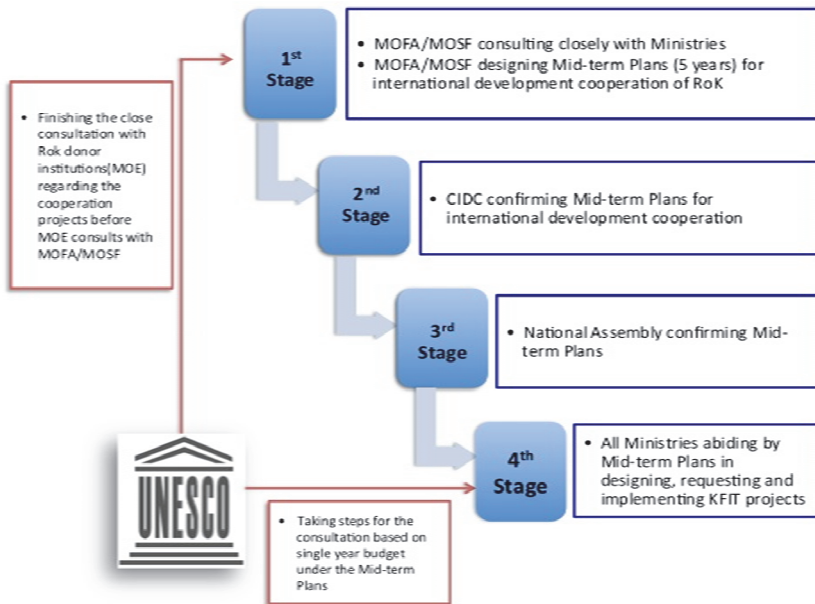 1st
Stage
• MOFA/MOSF consulting closely with Ministries
• MOFA/MOSF designing Mid-term Plans (5 years) for
international development cooperation of RoK
• Finishing the close
consultation with
Rok donor
institutions(MOE)
regarding the
cooperation
projects before
MOE consults with
MOFA/MOSF
2nd
Stage
• CIDC confirming Mid-term Plans for
international development cooperation
3rd
Stage
• National Assembly confirming Mid-
term Plans
4th
Stage
• All Ministries abiding by
Mid-term Plans in
designing, requesting and
implementing KFIT projects
UNESCO
• Taking steps for the
consultation based on
single year budget
under the Mid-term
Plans